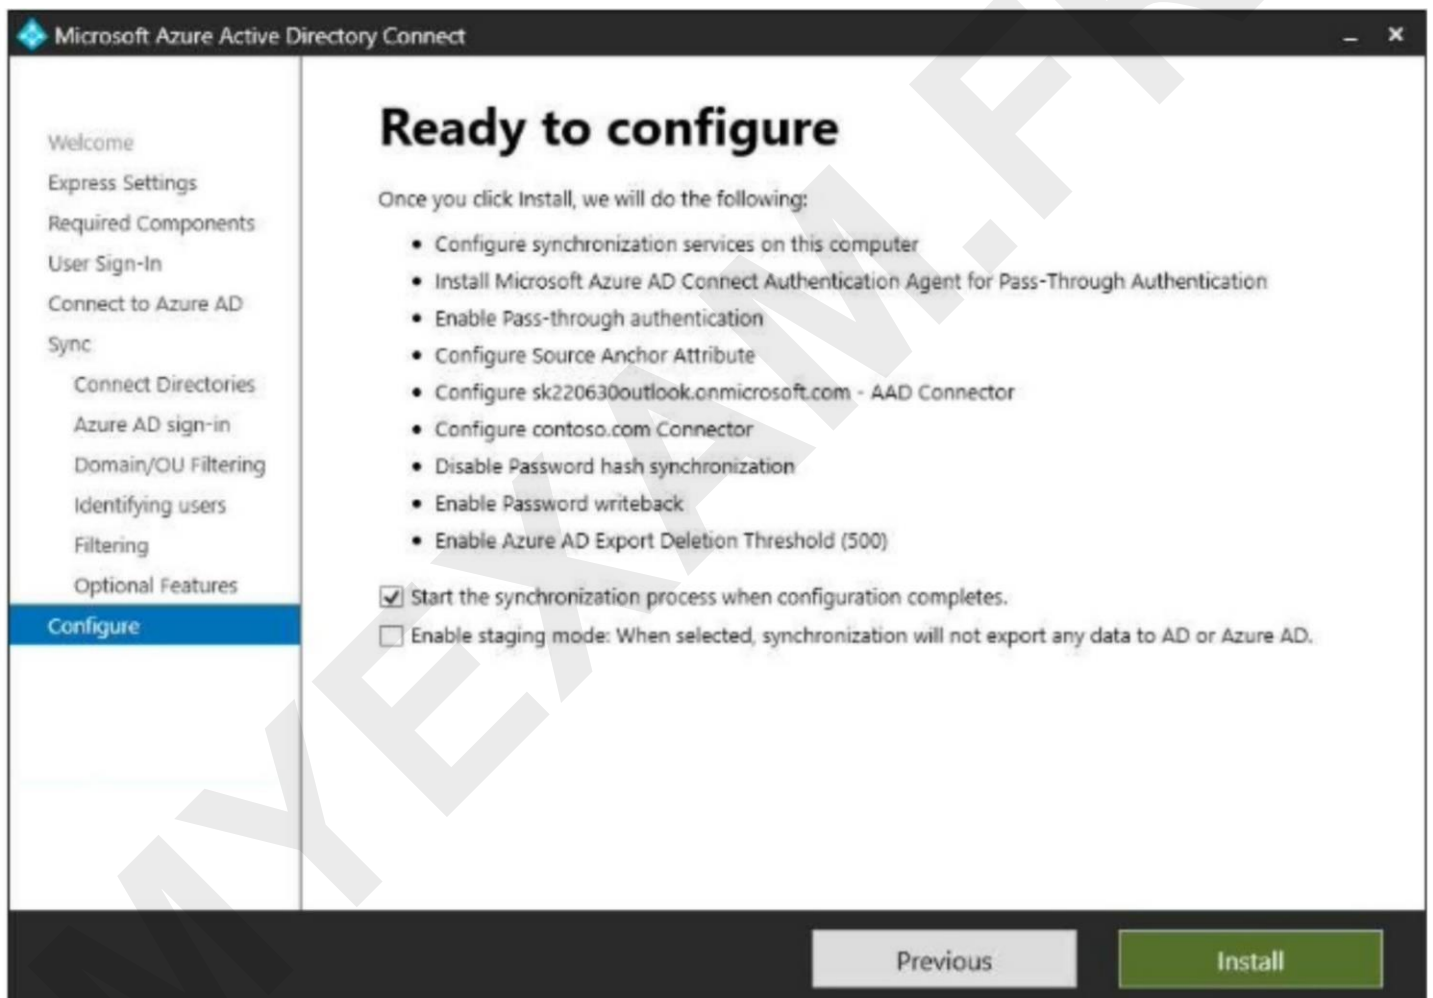 Microsoft Azure Active Directory Connect
Welcome
Express Settings
Required Components
User Sign-In
Connect to Azure AD
Sync
Connect Directories
Azure AD sign-in
Domain/OU Filtering
Identifying users
Filtering
Optional Features
Configure
Ready to configure
Once you click Install, we will do the following:
• Configure synchronization services on this computer
• Install Microsoft Azure AD Connect Authentication Agent for Pass-Through Authentication
• Enable Pass-through authentication
• Configure Source Anchor Attribute
• Configure sk220630outlook.onmicrosoft.com - AAD Connector
• Configure contoso.com Connector
• Disable Password hash synchronization
• Enable Password writeback
• Enable Azure AD Export Deletion Threshold (500)
Start the synchronization process when configuration completes.
Enable staging mode: When selected, synchronization will not export any data to AD or Azure AD.
Previous
Install
MYEXAM.FR